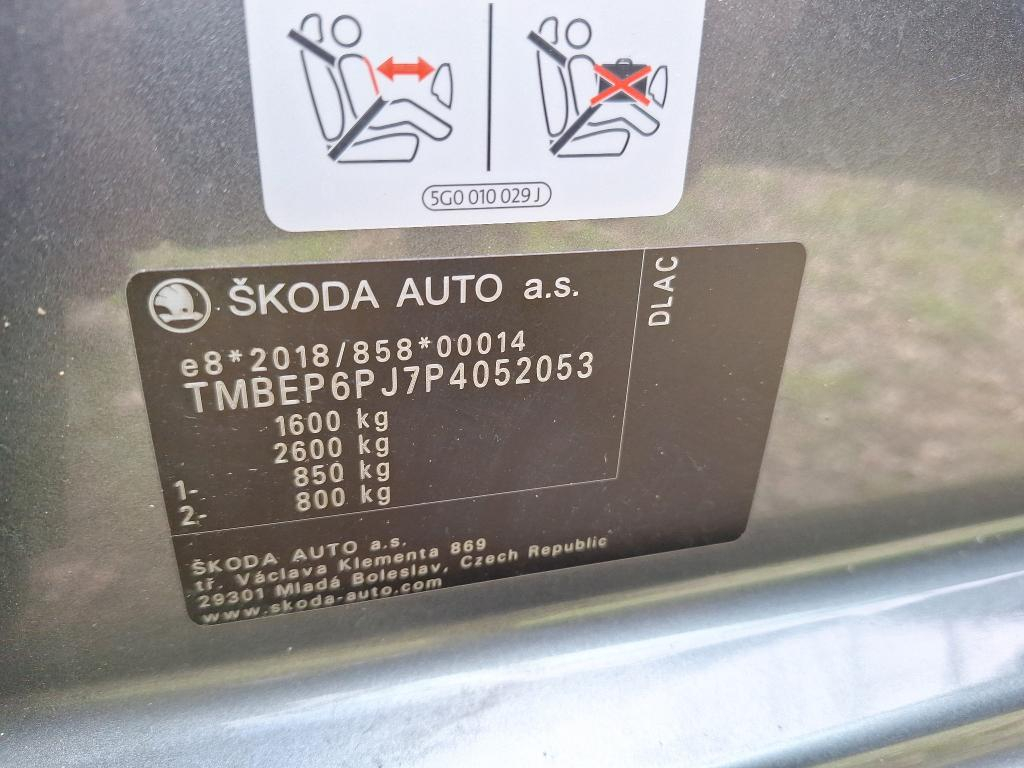 5G0 010 029 J
ŠKODA AUTO a.s.
DLAC
e8*2018/858*00014
TMBEP6PJ7P4052053
1600 kg
2600 kg
1- 850 kg
2- 800 kg
ŠKODA AUTO a.s.
tř. Václava Klementa 869
29301 Mladá Boleslav, Czech Republic
www.skoda-auto.com